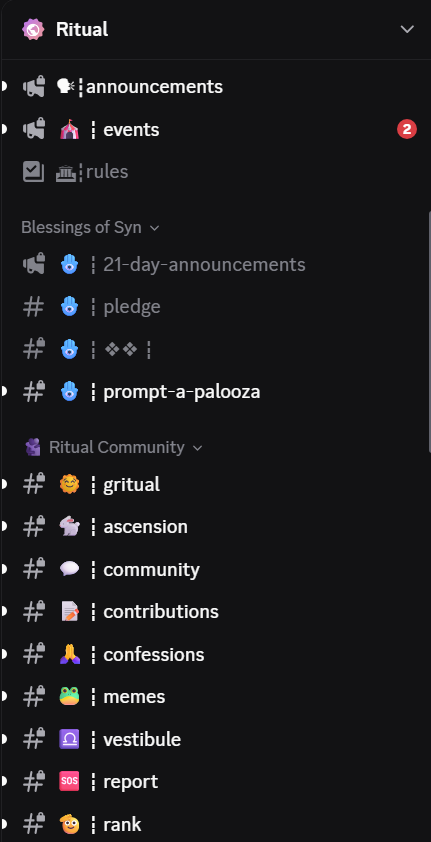 Ritual
🗣️¦announcements
🎪 ¦ events 2
🏛️¦rules
Blessings of Syn
🪬 ¦ 21-day-announcements
🪬 ¦ pledge
🪬 ¦ ❖❖ ¦
🪬 ¦ prompt-a-palooza
Ritual Community
🌞 ¦ gritual
🐇 ¦ ascension
💬 ¦ community
📝 ¦ contributions
🙏 ¦ confessions
🐸 ¦ memes
♎ ¦ vestibule
🆘 ¦ report
🫡 ¦ rank